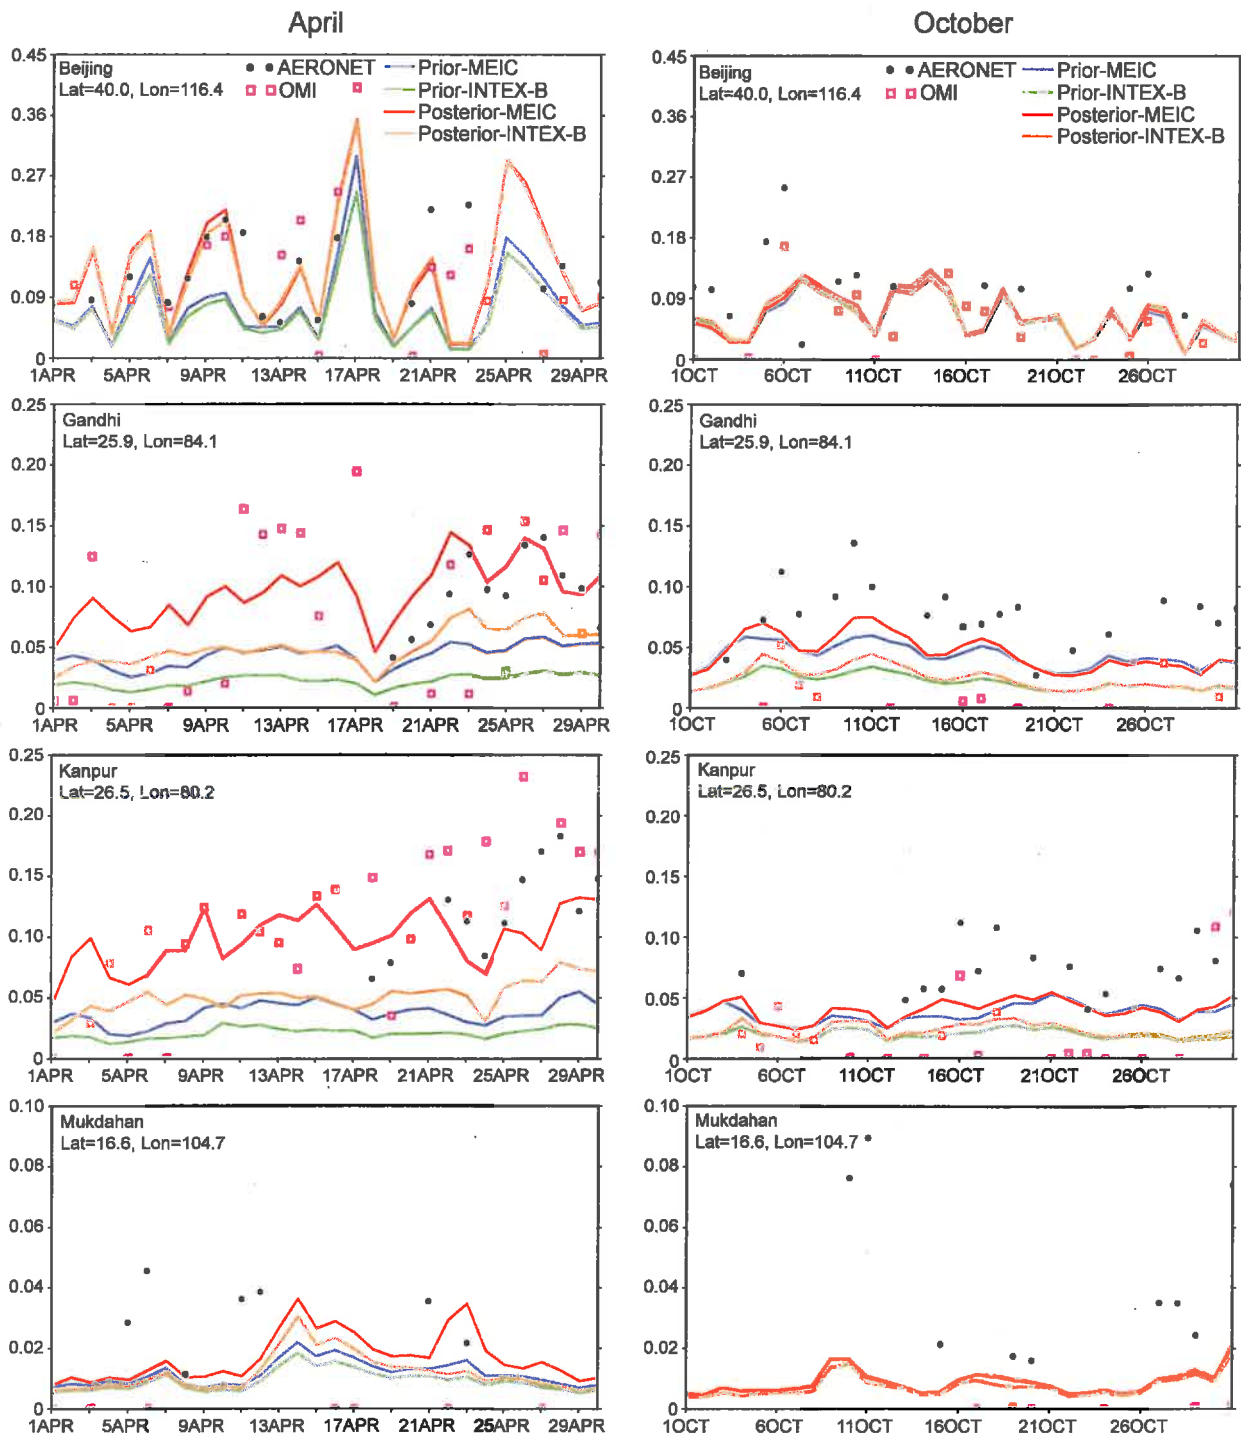 April
October
0.45
0.36
0.27
0.18
0.09
0
Beijing
Lat=40.0, Lon=116.4
AERONET
OMI
Prior-MEIC
Prior-INTEX-B
Posterior-MEIC
Posterior-INTEX-B
1APR 5APR 9APR 13APR 17APR 21APR 25APR 29APR
0.45
0.36
0.27
0.18
0.09
0
Beijing
Lat=40.0, Lon=116.4
AERONET
OMI
Prior-MEIC
Prior-INTEX-B
Posterior-MEIC
Posterior-INTEX-B
1OCT 6OCT 11OCT 16OCT 21OCT 26OCT
0.25
0.20
0.15
0.10
0.05
0
Gandhi
Lat=25.9, Lon=84.1
1APR 5APR 9APR 13APR 17APR 21APR 25APR 29APR
0.25
0.20
0.15
0.10
0.05
0
Gandhi
Lat=25.9, Lon=84.1
1OCT 6OCT 11OCT 16OCT 21OCT 26OCT
0.25
0.20
0.15
0.10
0.05
0
Kanpur
Lat=26.5, Lon=80.2
1APR 5APR 9APR 13APR 17APR 21APR 25APR 29APR
0.25
0.20
0.15
0.10
0.05
0
Kanpur
Lat=26.5, Lon=80.2
1OCT 6OCT 11OCT 16OCT 21OCT 26OCT
0.10
0.08
0.06
0.04
0.02
0
Mukdahan
Lat=16.6, Lon=104.7
1APR 5APR 9APR 13APR 17APR 21APR 25APR 29APR
0.10
0.08
0.06
0.04
0.02
0
Mukdahan
Lat=16.6, Lon=104.7
1OCT 6OCT 11OCT 16OCT 21OCT 26OCT